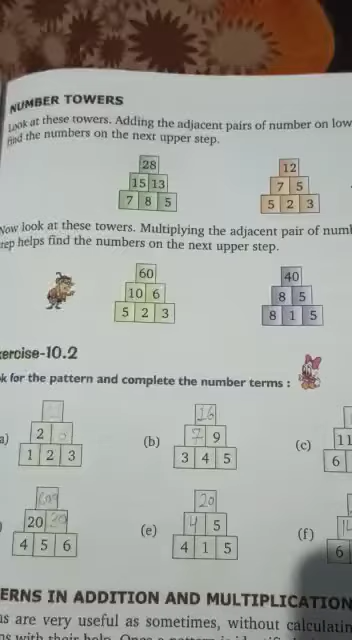 NUMBER TOWERS
Look at these towers. Adding the adjacent pairs of number on low
find the numbers on the next upper step.
28
15 13
7 8 5
12
7 5
5 2 3
Now look at these towers. Multiplying the adjacent pair of num
tep helps find the numbers on the next upper step.
60
10 6
5 2 3
40
8 5
8 1 5
xercise-10.2
k for the pattern and complete the number terms :
a)
2
1 2 3
(b)
16
7 9
3 4 5
(c)
11
6
20 30
4 5 6
(e)
20
4 5
4 1 5
(f)
6
ERNS IN ADDITION AND MULTIPLICATION
ns are very useful as sometimes, without calculatin